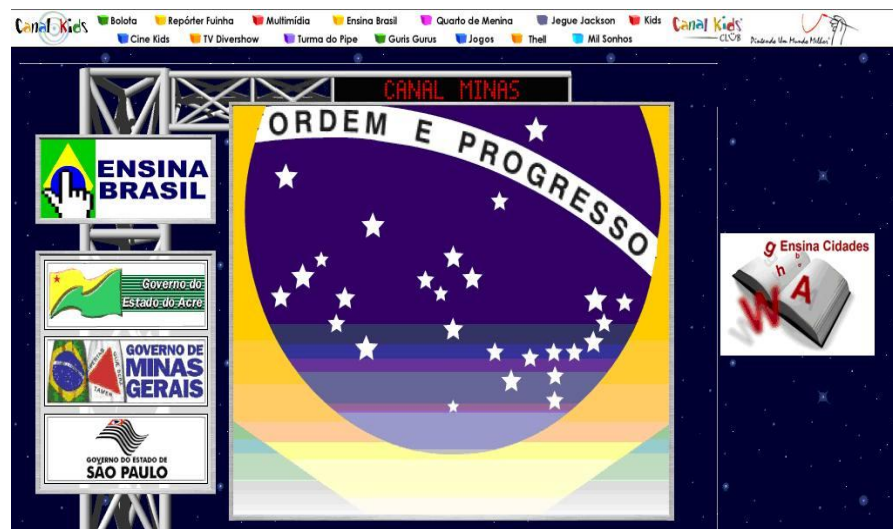 Canal Kids
Bolota Repórter Fuinha Multimídia Ensina Brasil Quarto de Menina Jegue Jackson Kids
Cine Kids TV Divershow Turma do Pipe Guris Gurus Jogos Thell Mil Sonhos
Canal Kids
CLUB
Pintando Um Mundo Melhor
CANAL MINAS
ORDEM E PROGRESSO
ENSINA
BRASIL
Governo do
Estado do Acre
GOVERNO DE
MINAS
GERAIS
GOVERNO DO ESTADO DE
SÃO PAULO
g Ensina Cidades
h b e
W A